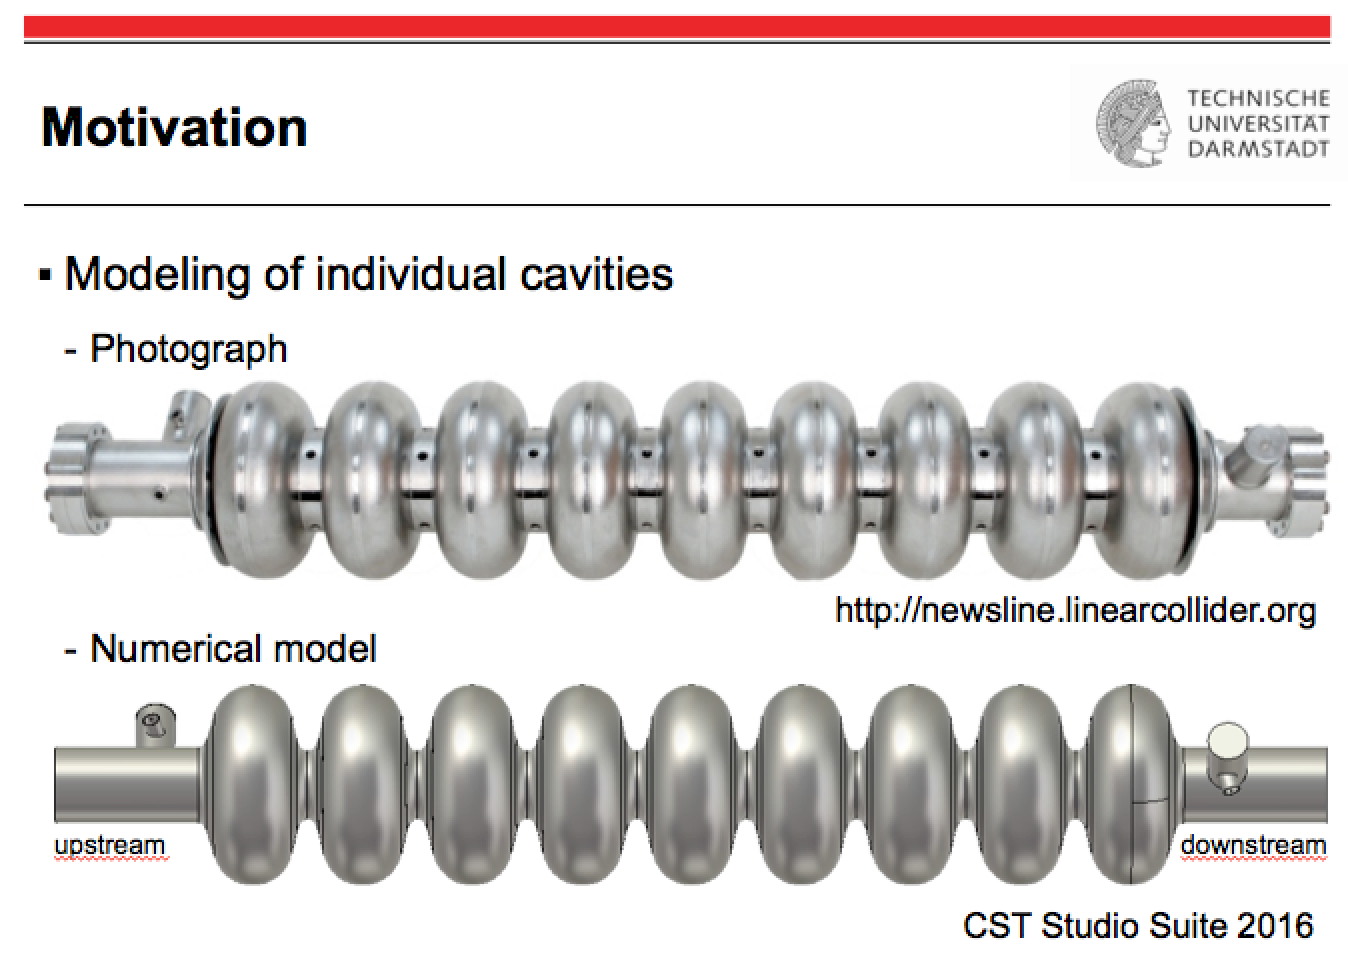 Motivation
TECHNISCHE
UNIVERSITÄT
DARMSTADT
▪ Modeling of individual cavities
- Photograph
http://newsline.linearcollider.org
- Numerical model
upstream
downstream
CST Studio Suite 2016